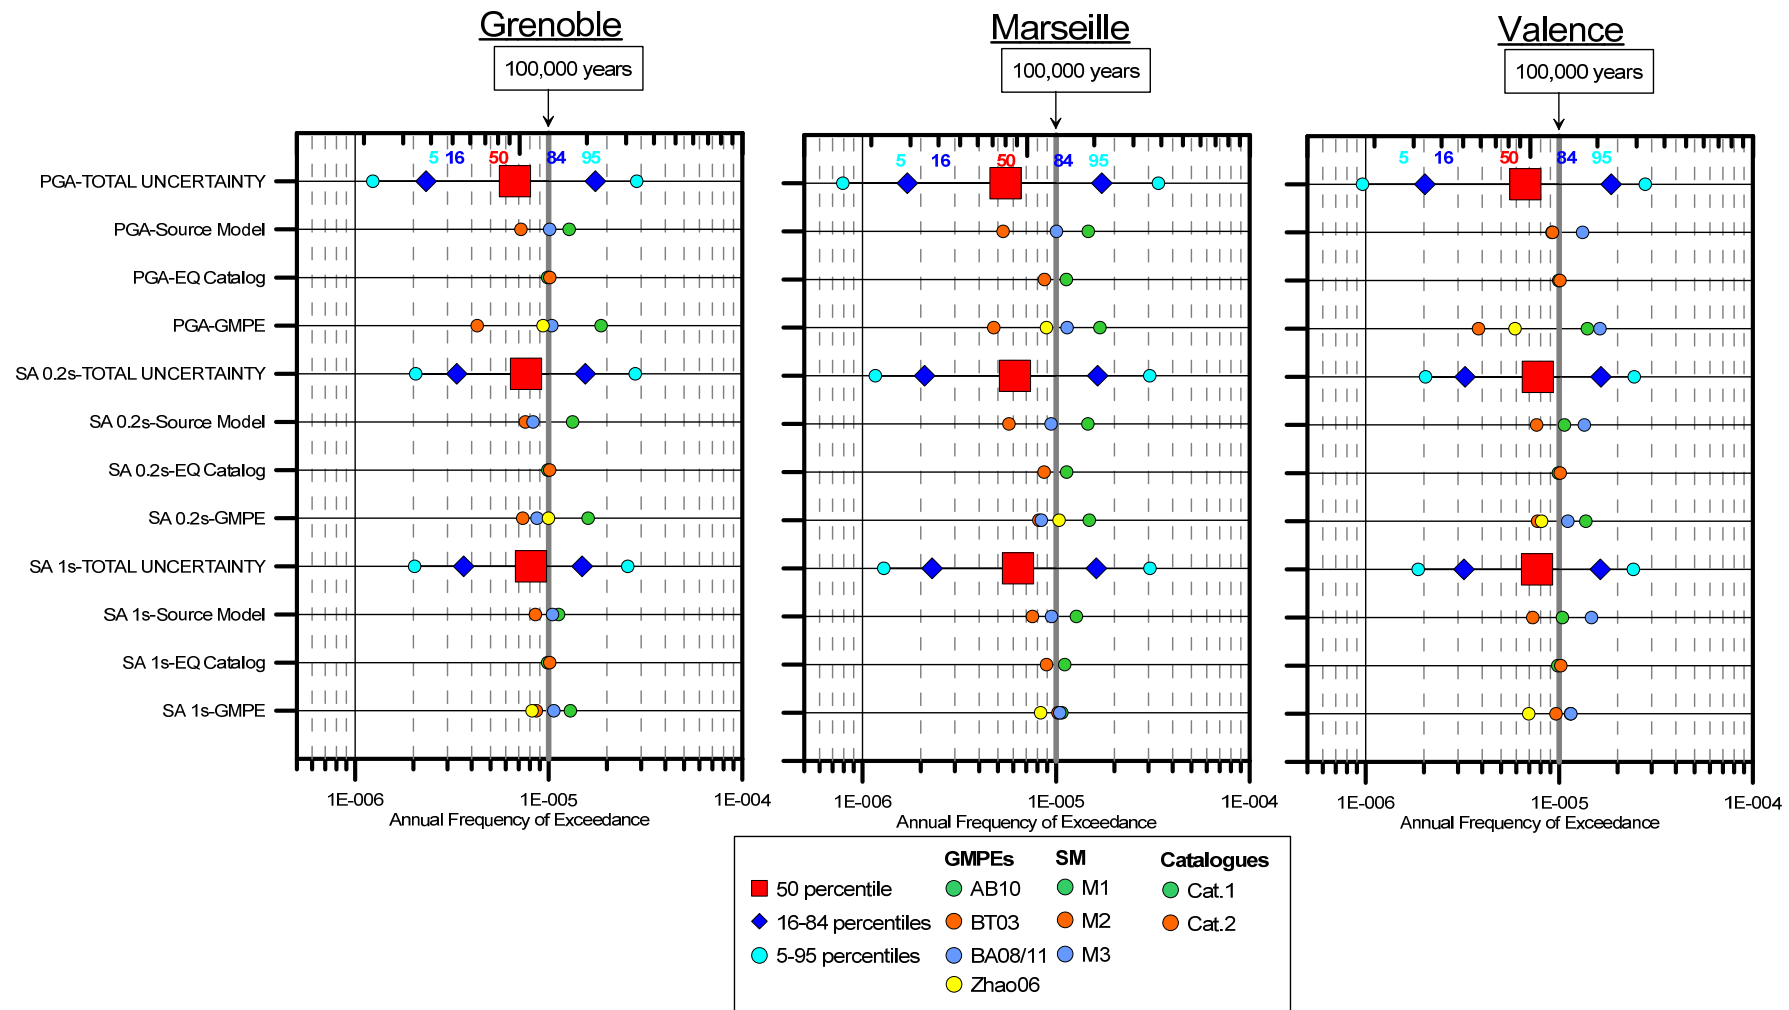 Grenoble
Marseille
Valence
100,000 years
100,000 years
100,000 years
5 16 50 84 95
5 16 50 84 95
5 16 50 84 95
PGA-TOTAL UNCERTAINTY
PGA-Source Model
PGA-EQ Catalog
PGA-GMPE
SA 0.2s-TOTAL UNCERTAINTY
SA 0.2s-Source Model
SA 0.2s-EQ Catalog
SA 0.2s-GMPE
SA 1s-TOTAL UNCERTAINTY
SA 1s-Source Model
SA 1s-EQ Catalog
SA 1s-GMPE
1E-006 1E-005 1E-004
Annual Frequency of Exceedance
1E-006 1E-005 1E-004
Annual Frequency of Exceedance
1E-006 1E-005 1E-004
Annual Frequency of Exceedance
GMPEs SM Catalogues
50 percentile AB10 M1 Cat.1
16-84 percentiles BT03 M2 Cat.2
5-95 percentiles BA08/11 M3
Zhao06